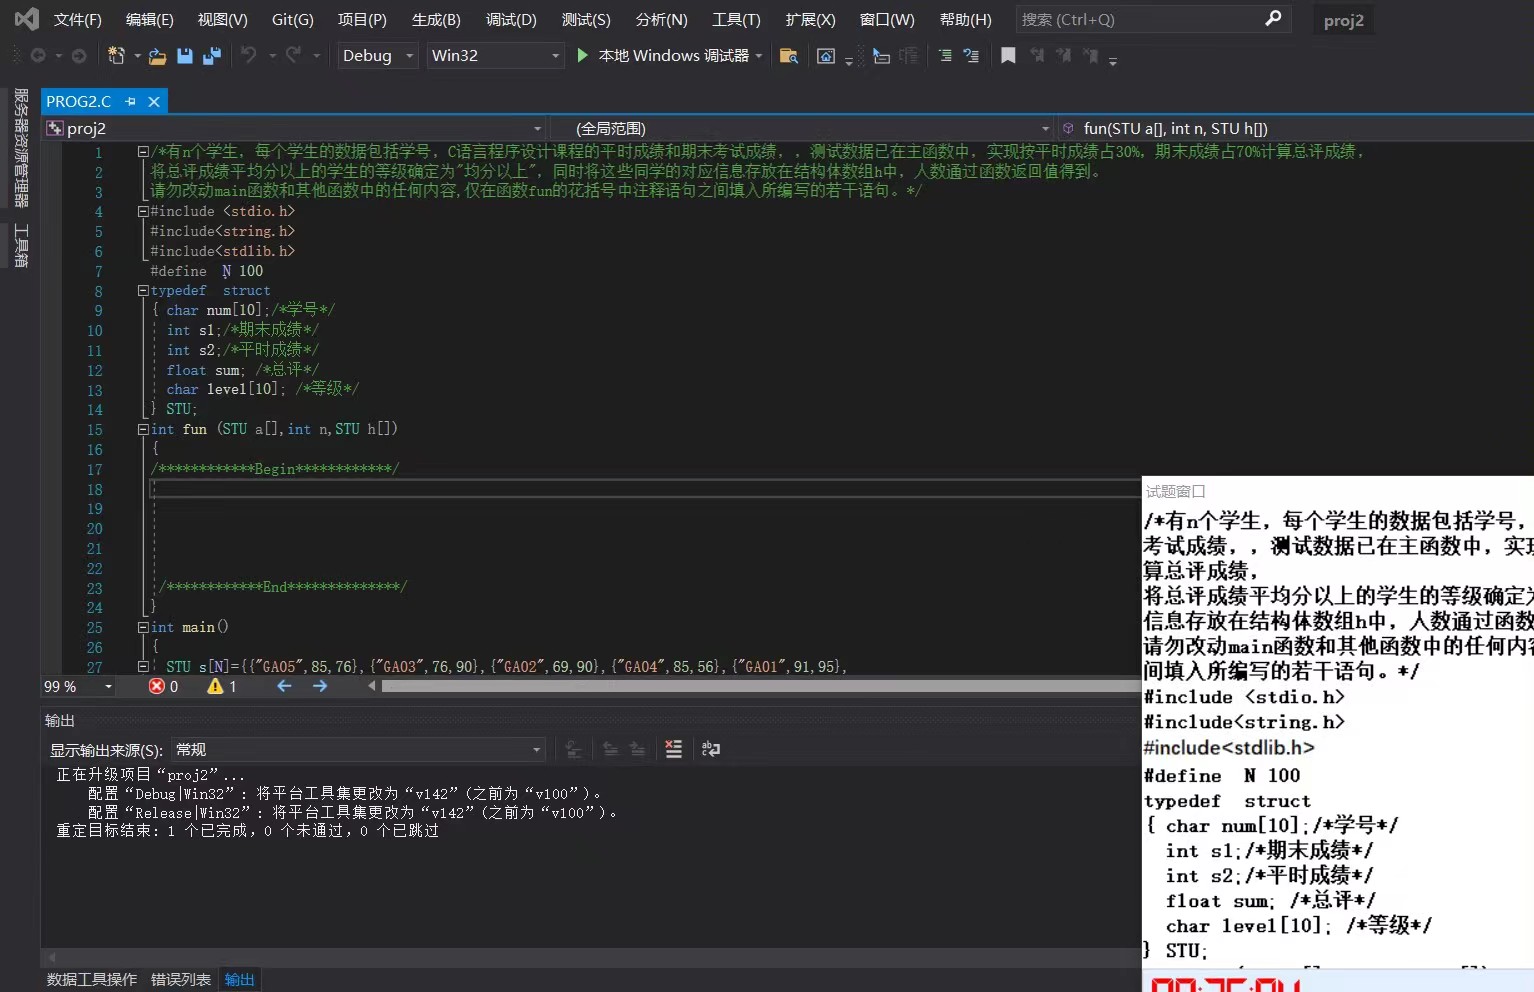 文件(F) 编辑(E) 视图(V) Git(G) 项目(P) 生成(B) 调试(D) 测试(S) 分析(N) 工具(T) 扩展(X) 窗口(W) 帮助(H) 搜索 (Ctrl+Q) proj2
Debug Win32 本地 Windows 调试器
服务器资源管理器
工具箱
PROG2.C
proj2 (全局范围) fun(STU a[], int n, STU h[])
1 /*有n个学生，每个学生的数据包括学号，C语言程序设计课程的平时成绩和期末考试成绩，，测试数据已在主函数中，实现按平时成绩占30%，期末成绩占70%计算总评成绩，
2 将总评成绩平均分以上的学生的等级确定为"均分以上"，同时将这些同学的对应信息存放在结构体数组h中，人数通过函数返回值得到。
3 请勿改动main函数和其他函数中的任何内容,仅在函数fun的花括号中注释语句之间填入所编写的若干语句。*/
4 #include <stdio.h>
5 #include<string.h>
6 #include<stdlib.h>
7 #define  N 100
8 typedef  struct
9 { char num[10];/*学号*/
10 int s1;/*期末成绩*/
11 int s2;/*平时成绩*/
12 float sum; /*总评*/
13 char level[10]; /*等级*/
14 } STU;
15 int fun (STU a[],int n,STU h[])
16 {
17 /************Begin************/
18
19
20
21
22
23 /************End**************/
24 }
25 int main()
26 {
27 STU s[N]={{"GA05",85,76},{"GA03",76,90},{"GA02",69,90},{"GA04",85,56},{"GA01",91,95},
99 % 0 1
输出
显示输出来源(S): 常规
正在升级项目“proj2”...
配置“Debug|Win32”: 将平台工具集更改为“v142”(之前为“v100”)。
配置“Release|Win32”: 将平台工具集更改为“v142”(之前为“v100”)。
重定目标结束: 1 个已完成，0 个未通过，0 个已跳过
数据工具操作 错误列表 输出
试题窗口
/*有n个学生，每个学生的数据包括学号，
考试成绩，，测试数据已在主函数中，实现
算总评成绩，
将总评成绩平均分以上的学生的等级确定为
信息存放在结构体数组h中，人数通过函数
请勿改动main函数和其他函数中的任何内容
间填入所编写的若干语句。*/
#include <stdio.h>
#include<string.h>
#include<stdlib.h>
#define  N 100
typedef  struct
{ char num[10];/*学号*/
int s1;/*期末成绩*/
int s2;/*平时成绩*/
float sum; /*总评*/
char level[10]; /*等级*/
} STU;